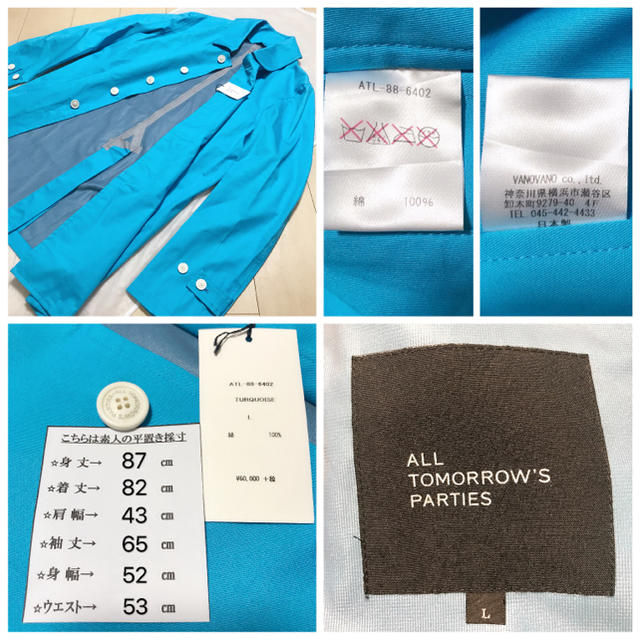 ATL-88-6402
綿 100%
VANOVANO co.,ltd.
神奈川県横浜市瀬谷区
卸本町9279-40 4F
TEL 045-442-4433
日本製
ATL-88-6402
TURQUOISE
L
綿 100%
¥60,000 +税
こちらは素人の平置き採寸
☆身丈→ 87 cm
☆着丈→ 82 cm
☆肩幅→ 43 cm
☆袖丈→ 65 cm
☆身幅→ 52 cm
☆ウエスト→ 53 cm
ALL
TOMORROW'S
PARTIES
L